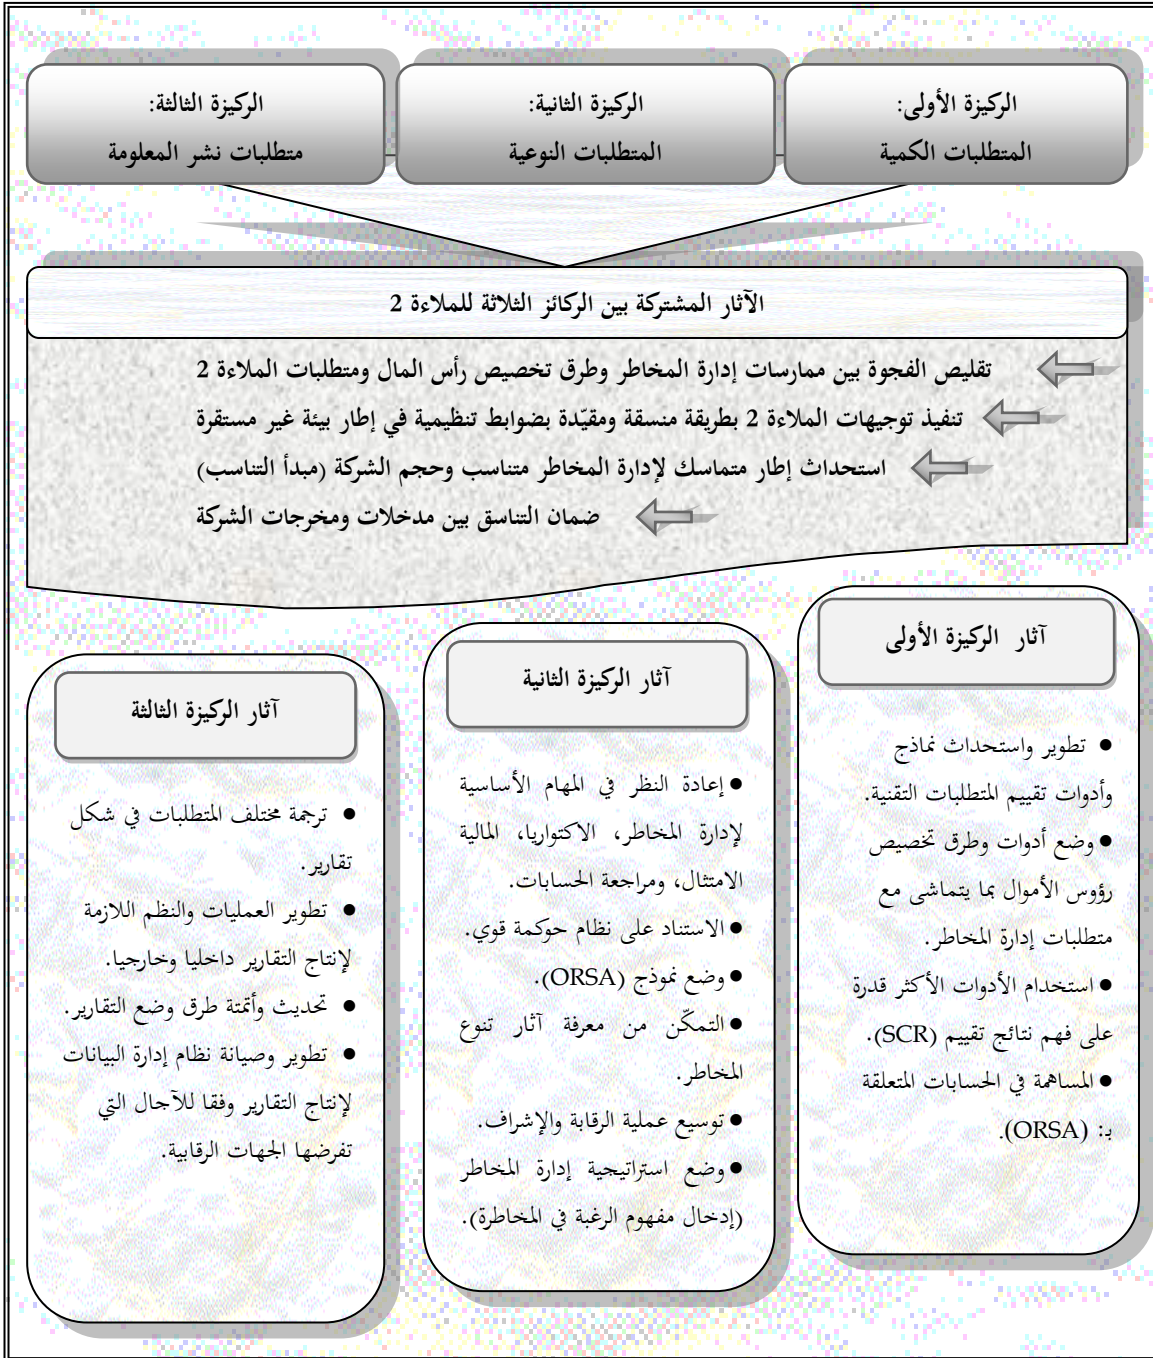 الركيزة الأولى:
المتطلبات الكمية
الركيزة الثانية:
المتطلبات النوعية
الركيزة الثالثة:
متطلبات نشر المعلومة
الآثار المشتركة بين الركائز الثلاثة للملاءة 2
تقليص الفجوة بين ممارسات إدارة المخاطر وطرق تخصيص رأس المال ومتطلبات الملاءة 2
تنفيذ توجيهات الملاءة 2 بطريقة منسقة ومقيّدة بضوابط تنظيمية في إطار بيئة غير مستقرة
استحداث إطار متماسك لإدارة المخاطر متناسب وحجم الشركة (مبدأ التناسب)
ضمان التناسق بين مدخلات ومخرجات الشركة
آثار الركيزة الأولى
● تطوير واستحداث نماذج
وأدوات تقييم المتطلبات التقنية.
● وضع أدوات وطرق تخصيص
رؤوس الأموال بما يتماشى مع
متطلبات إدارة المخاطر.
● استخدام الأدوات الأكثر قدرة
على فهم نتائج تقييم (SCR).
● المساهمة في الحسابات المتعلقة
بـ: (ORSA).
آثار الركيزة الثانية
● إعادة النظر في المهام الأساسية
لإدارة المخاطر، الاكتواريا، المالية
الامتثال، ومراجعة الحسابات.
● الاستناد على نظام حوكمة قوي.
● وضع نموذج (ORSA).
● التمكّن من معرفة آثار تنوع
المخاطر.
● توسيع عملية الرقابة والإشراف.
● وضع استراتيجية إدارة المخاطر
(إدخال مفهوم الرغبة في المخاطرة).
آثار الركيزة الثالثة
● ترجمة مختلف المتطلبات في شكل
تقارير.
● تطوير العمليات والنظم اللازمة
لإنتاج التقارير داخليا وخارجيا.
● تحديث وأتمتة طرق وضع التقارير.
● تطوير وصيانة نظام إدارة البيانات
لإنتاج التقارير وفقا للآجال التي
تفرضها الجهات الرقابية.